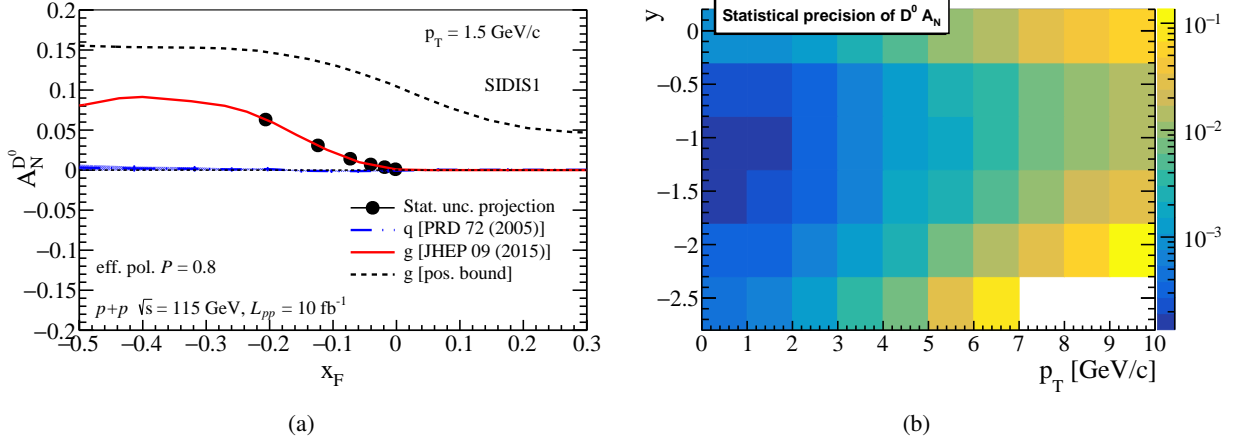 A_N^{D^0}
0.2
0.15
0.1
0.05
0
−0.05
−0.1
−0.15
−0.2
p_T = 1.5 GeV/c
SIDIS1
Stat. unc. projection
q [PRD 72 (2005)]
g [JHEP 09 (2015)]
g [pos. bound]
eff. pol. P = 0.8
p+p √s = 115 GeV, L_pp = 10 fb^-1
−0.5 −0.4 −0.3 −0.2 −0.1 0 0.1 0.2 0.3
x_F
(a)
y
Statistical precision of D^0 A_N
0
−0.5
−1
−1.5
−2
−2.5
0 1 2 3 4 5 6 7 8 9 10
p_T [GeV/c]
10^−1
10^−2
10^−3
(b)